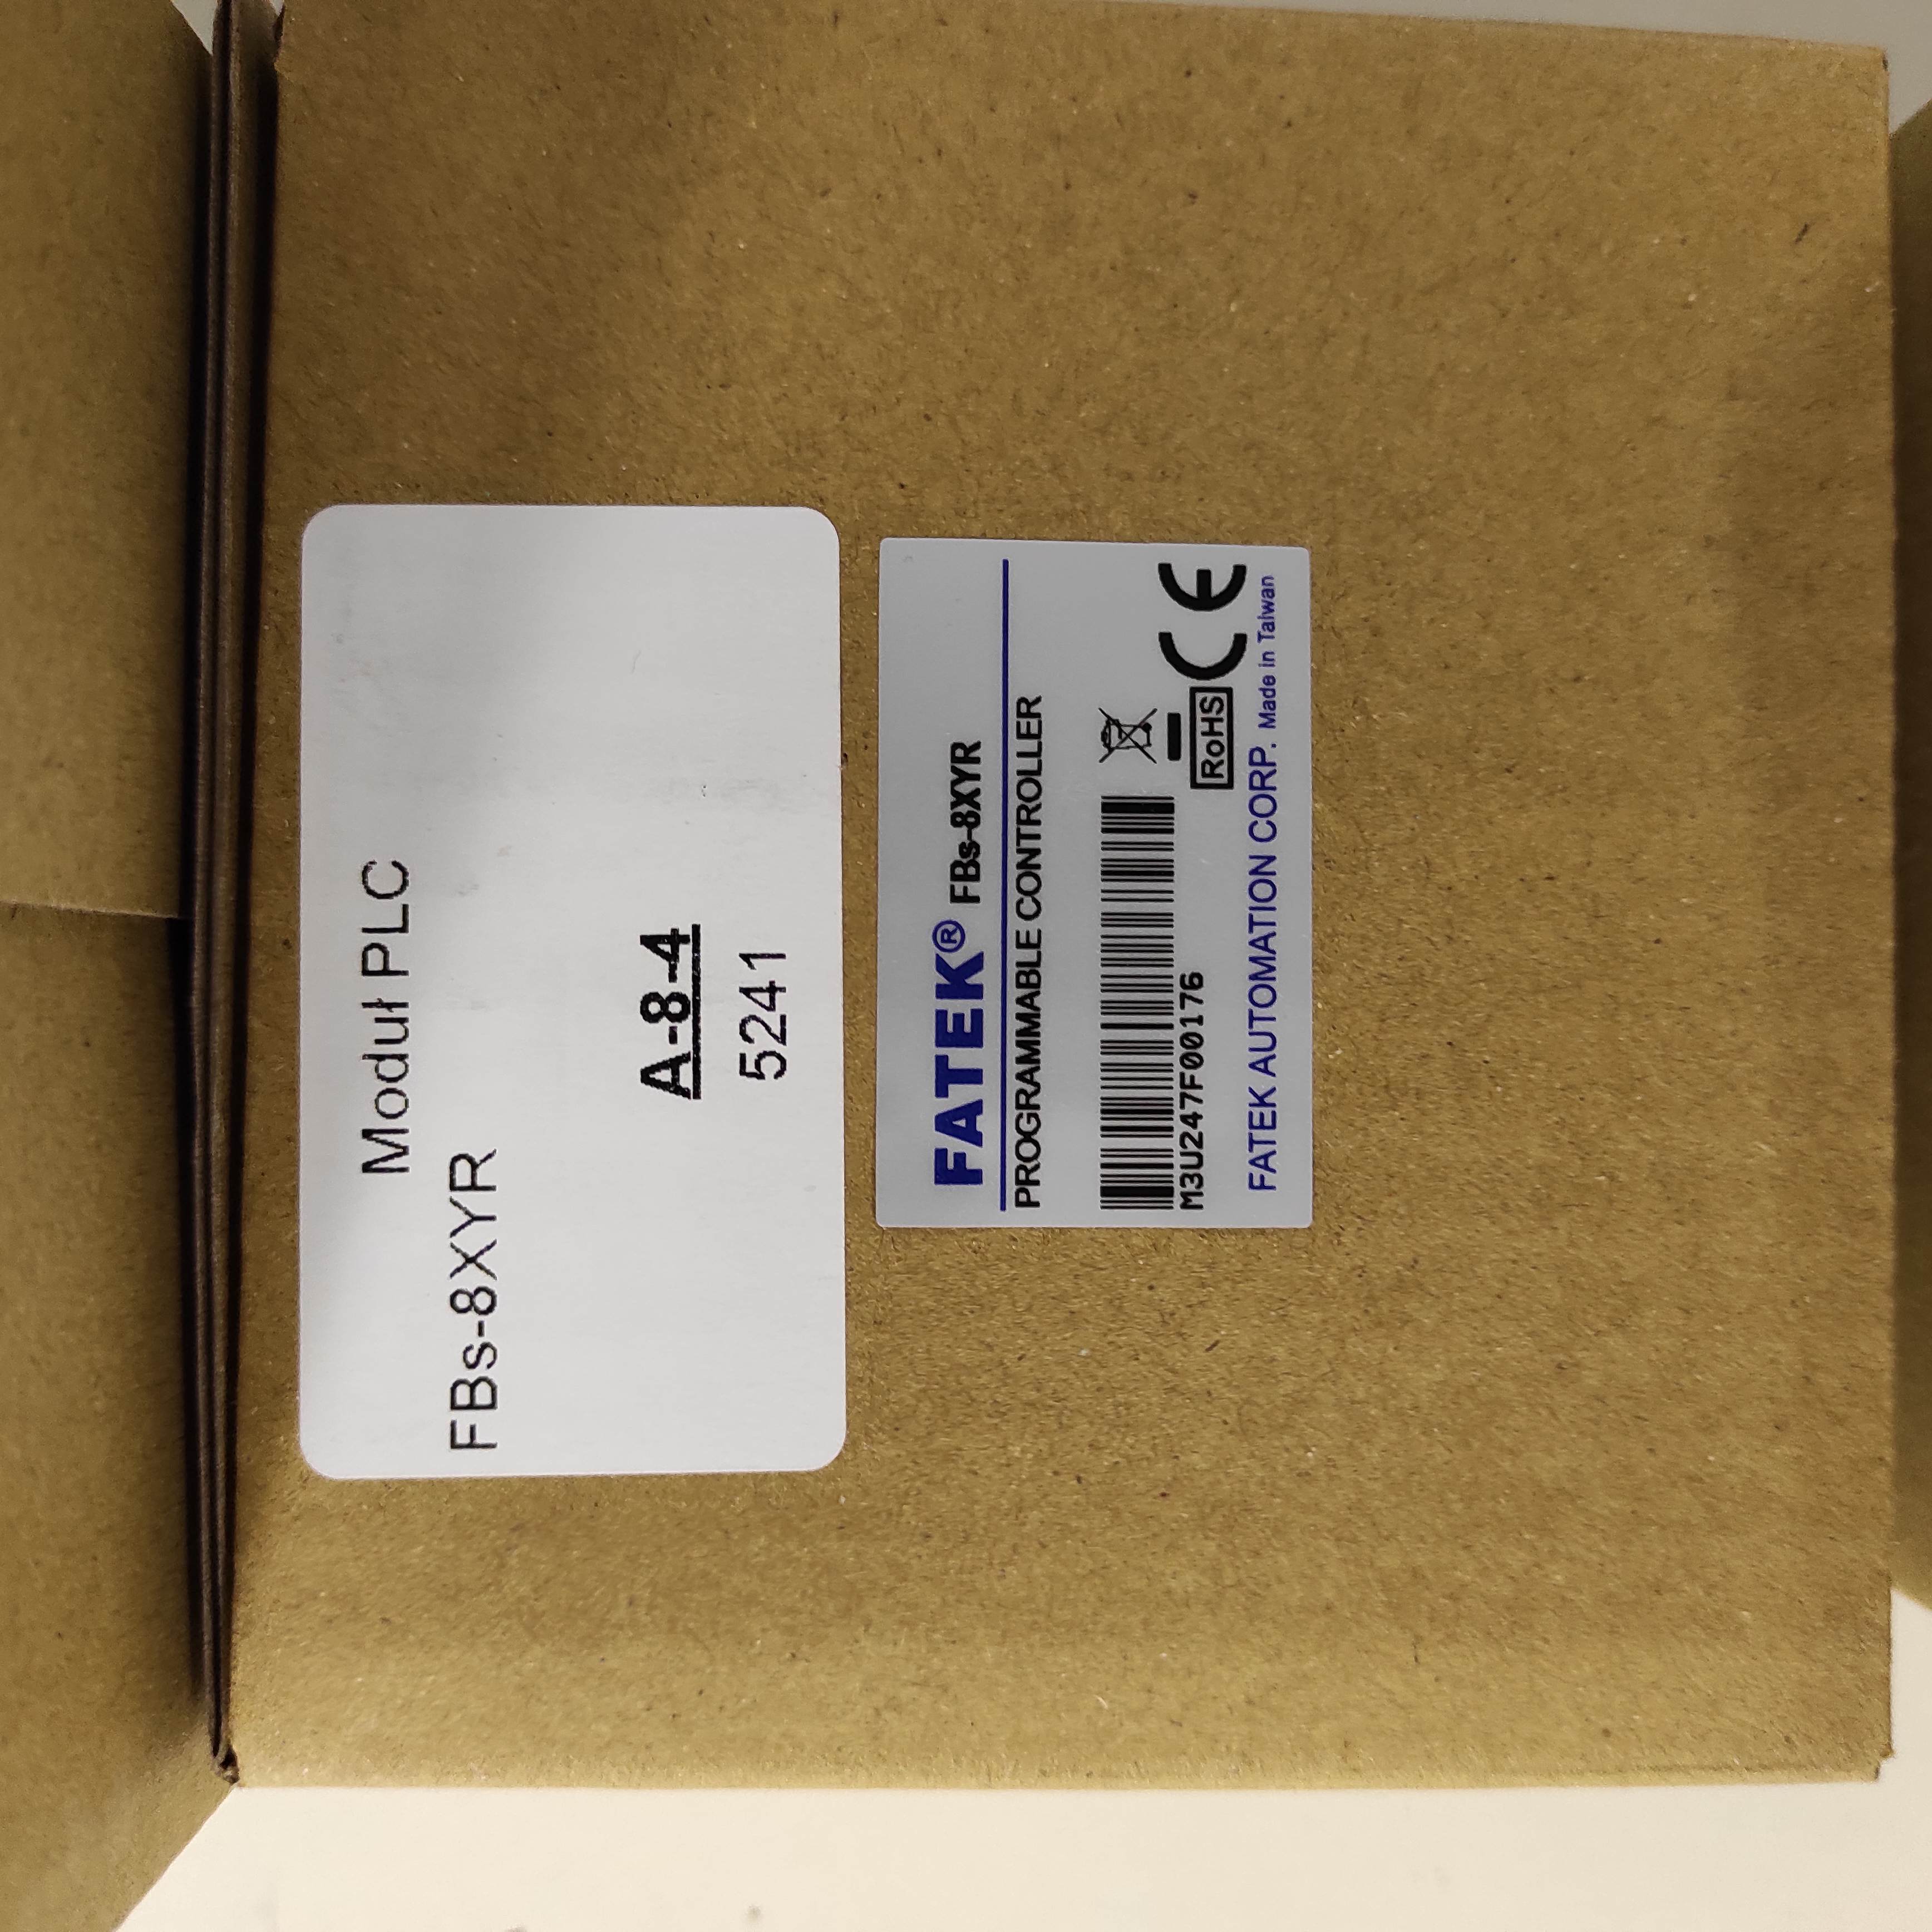 Moduł PLC
FBs-8XYR
A-8-4
5241
FATEK® FBs-8XYR
PROGRAMMABLE CONTROLLER
M3U247F00176
RoHS
CE
FATEK AUTOMATION CORP. Made in Taiwan